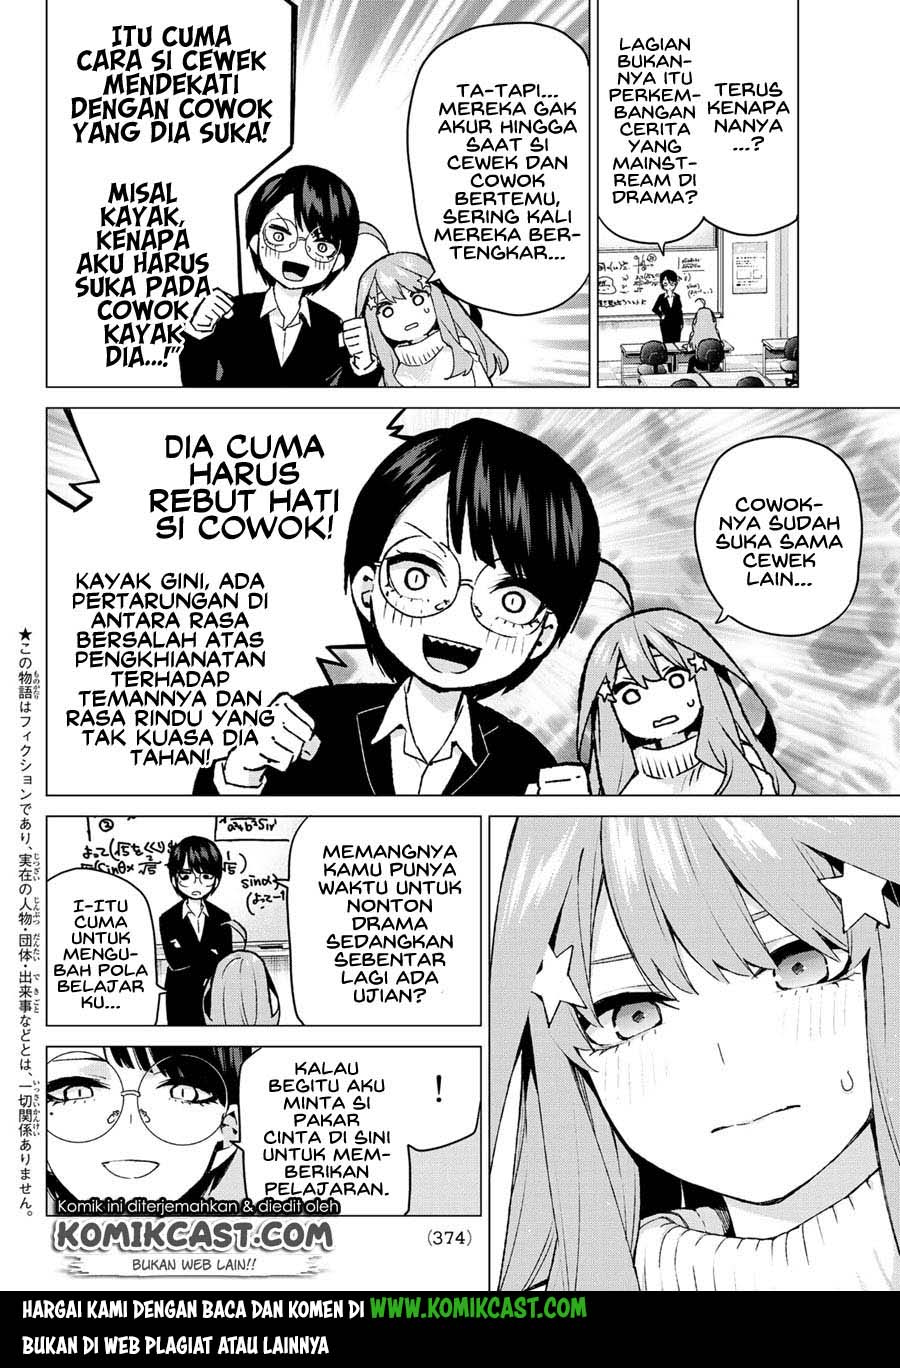 TERUS
KENAPA
NANYA
...?
LAGIAN
BUKAN-
NYA ITU
PERKEM-
BANGAN
CERITA
YANG
MAINST-
REAM DI
DRAMA?
TA-TAPI...
MEREKA GAK
AKUR HINGGA
SAAT SI
CEWEK DAN
COWOK
BERTEMU,
SERING KALI
MEREKA BER-
TENGKAR...
ITU CUMA
CARA SI CEWEK
MENDEKATI
DENGAN COWOK
YANG DIA SUKA!
MISAL
KAYAK,
KENAPA
AKU HARUS
SUKA PADA
COWOK
KAYAK
DIA...!"
COWOK-
NYA SUDAH
SUKA SAMA
CEWEK
LAIN...
DIA CUMA
HARUS
REBUT HATI
SI COWOK!
KAYAK GINI, ADA
PERTARUNGAN DI
ANTARA RASA
BERSALAH ATAS
PENGKHIANATAN
TERHADAP
TEMANNYA DAN
RASA RINDU YANG
TAK KUASA DIA
TAHAN!
MEMANGNYA
KAMU PUNYA
WAKTU UNTUK
NONTON
DRAMA
SEDANGKAN
SEBENTAR
LAGI ADA
UJIAN?
I-ITU
CUMA
UNTUK
MENGU-
BAH POLA
BELAJAR
KU...
!
KALAU
BEGITU AKU
MINTA SI
PAKAR
CINTA DI SINI
UNTUK MEM-
BERIKAN
PELAJARAN.
★この物語はフィクションであり、実在の人物・団体・出来事などとは、一切関係ありません。
(374)
Komik ini diterjemahkan & diedit oleh
KOMIKCAST.COM
BUKAN WEB LAIN!!
HARGAI KAMI DENGAN BACA DAN KOMEN DI WWW.KOMIKCAST.COM
BUKAN DI WEB PLAGIAT ATAU LAINNYA